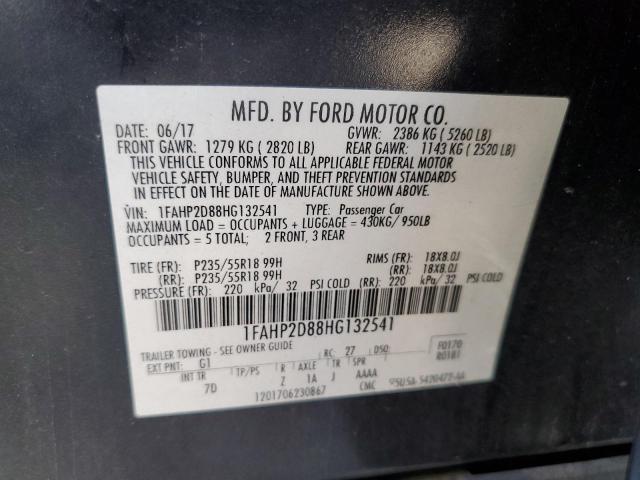 MFD. BY FORD MOTOR CO.
DATE: 06/17 GVWR: 2386 KG ( 5260 LB)
FRONT GAWR: 1279 KG ( 2820 LB) REAR GAWR: 1143 KG ( 2520 LB)
THIS VEHICLE CONFORMS TO ALL APPLICABLE FEDERAL MOTOR
VEHICLE SAFETY, BUMPER, AND THEFT PREVENTION STANDARDS
IN EFFECT ON THE DATE OF MANUFACTURE SHOWN ABOVE.
VIN: 1FAHP2D88HG132541 TYPE: Passenger Car
MAXIMUM LOAD = OCCUPANTS + LUGGAGE = 430KG/ 950LB
OCCUPANTS = 5 TOTAL; 2 FRONT, 3 REAR
TIRE (FR): P235/55R18 99H RIMS (FR): 18X8.0J
(RR): P235/55R18 99H (RR): 18X8.0J
PRESSURE (FR): 220 kPa/ 32 PSI COLD (RR): 220 kPa/ 32 PSI COLD
1FAHP2D88HG132541
TRAILER TOWING - SEE OWNER GUIDE
EXT PNT: G1 RC: 27 DSO: F0170
R0181
INT TR TP/PS R AXLE TR SPR
7D Z 1A J AAAA
1201706230867 CMC